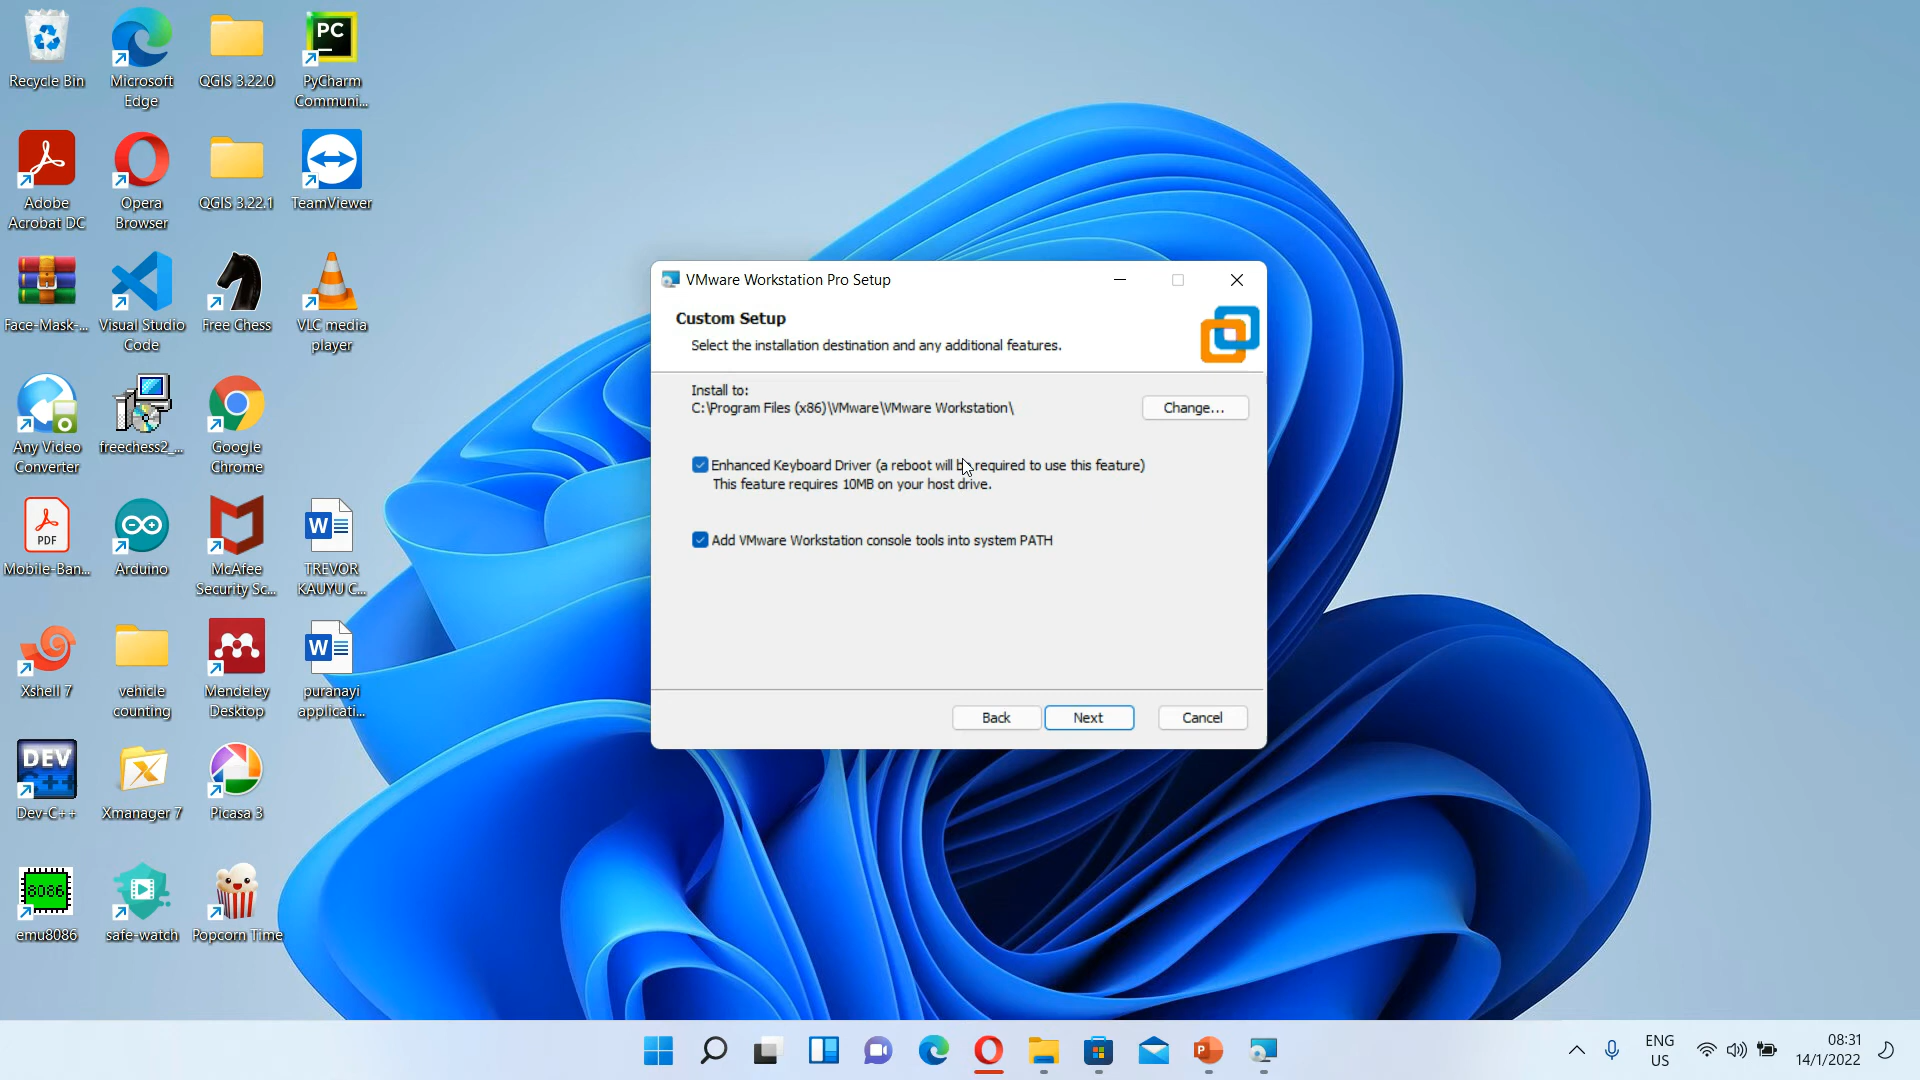 Recycle Bin
Microsoft
Edge
QGIS 3.22.0
PC
PyCharm
Communi...
Adobe
Acrobat DC
Opera
Browser
QGIS 3.22.1
TeamViewer
Face-Mask-...
Visual Studio
Code
Free Chess
VLC media
player
Any Video
Converter
freechess2_...
Google
Chrome
PDF
Mobile-Ban...
Arduino
McAfee
Security Sc...
W
TREVOR
KAUYU C...
Xshell 7
vehicle
counting
Mendeley
Desktop
W
puranayi
applicati...
DEV
C++
Dev-C++
Xmanager 7
Picasa 3
8086
emu8086
safe-watch
Popcorn Time
VMware Workstation Pro Setup
Custom Setup
Select the installation destination and any additional features.
Install to:
C:\Program Files (x86)\VMware\VMware Workstation\
Change...
Enhanced Keyboard Driver (a reboot will be required to use this feature)
This feature requires 10MB on your host drive.
Add VMware Workstation console tools into system PATH
Back
Next
Cancel
P
ENG
US
08:31
14/1/2022